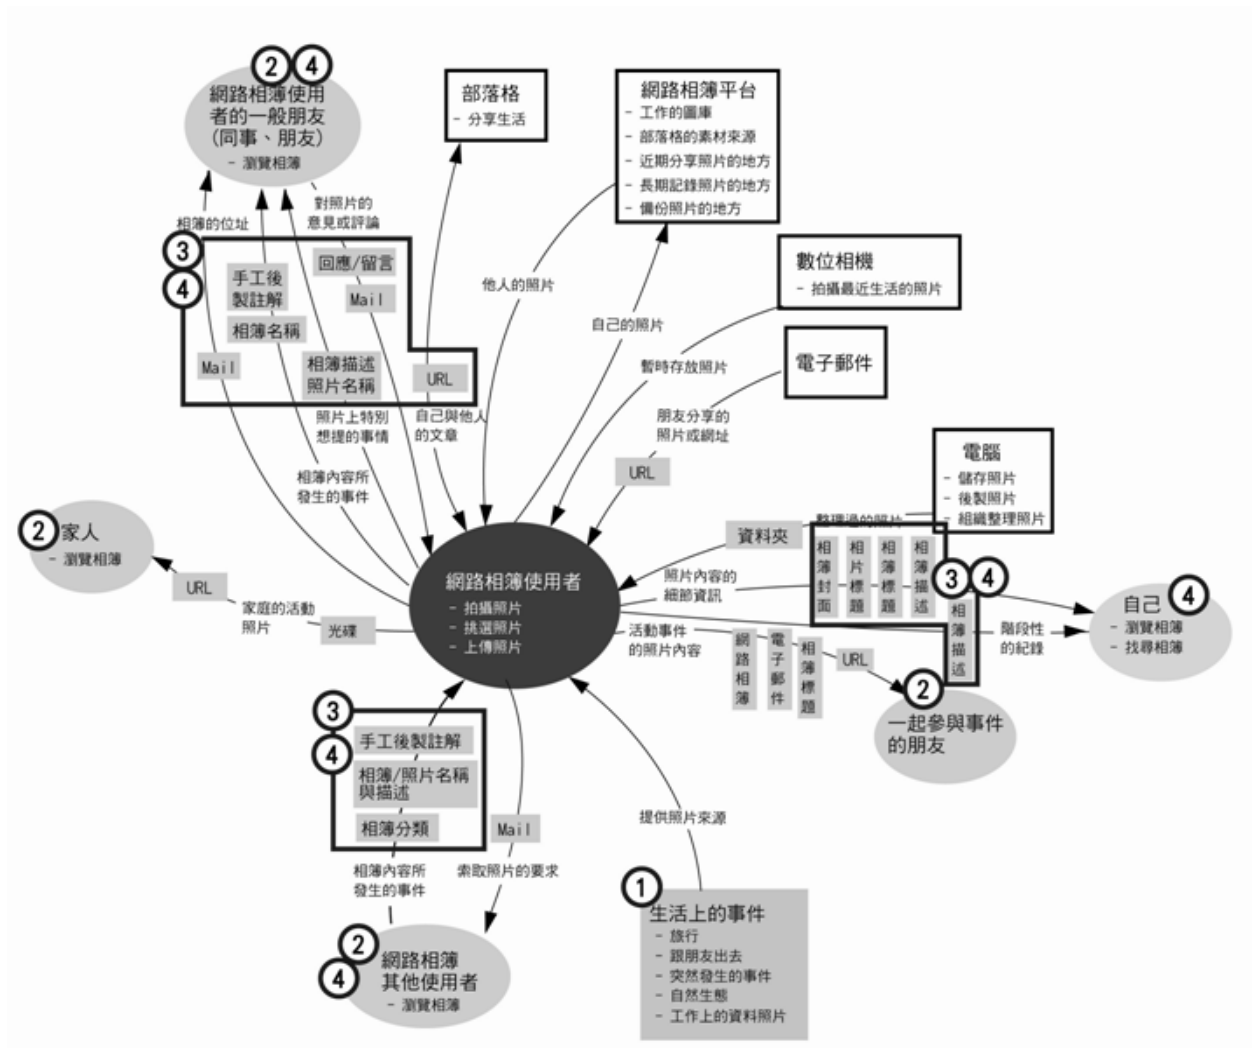 ② ④
網路相簿使用
者的一般朋友
(同事、朋友)
- 瀏覽相簿
部落格
- 分享生活
網路相簿平台
- 工作的圖庫
- 部落格的素材來源
- 近期分享照片的地方
- 長期記錄照片的地方
- 備份照片的地方
數位相機
- 拍攝最近生活的照片
電子郵件
相簿的位址
對照片的
意見或評論
③
④
手工後
製註解
相簿名稱
Mail
回應/留言
Mail
相簿描述
照片名稱
URL
照片上特別
想提的事情
自己與他人
的文章
相簿內容所
發生的事件
他人的照片
自己的照片
暫時存放照片
朋友分享的
照片或網址
URL
電腦
- 儲存照片
- 後製照片
- 組織整理照片
整理過的照片
資料夾
② 家人
- 瀏覽相簿
URL
家庭的活動
照片
光碟
網路相簿使用者
- 拍攝照片
- 挑選照片
- 上傳照片
照片內容的
細節資訊
相簿封面
相片標題
相簿標題
相簿描述
③ ④
相簿描述
④
自己
- 瀏覽相簿
- 找尋相簿
階段性
的紀錄
活動事件
的照片內容
網路相簿
電子郵件
相簿標題
URL
②
一起參與事件
的朋友
③
④
手工後製註解
相簿/照片名稱
與描述
相簿分類
相簿內容所
發生的事件
Mail
索取照片的要求
②
④
網路相簿
其他使用者
- 瀏覽相簿
提供照片來源
①
生活上的事件
- 旅行
- 跟朋友出去
- 突然發生的事件
- 自然生態
- 工作上的資料照片